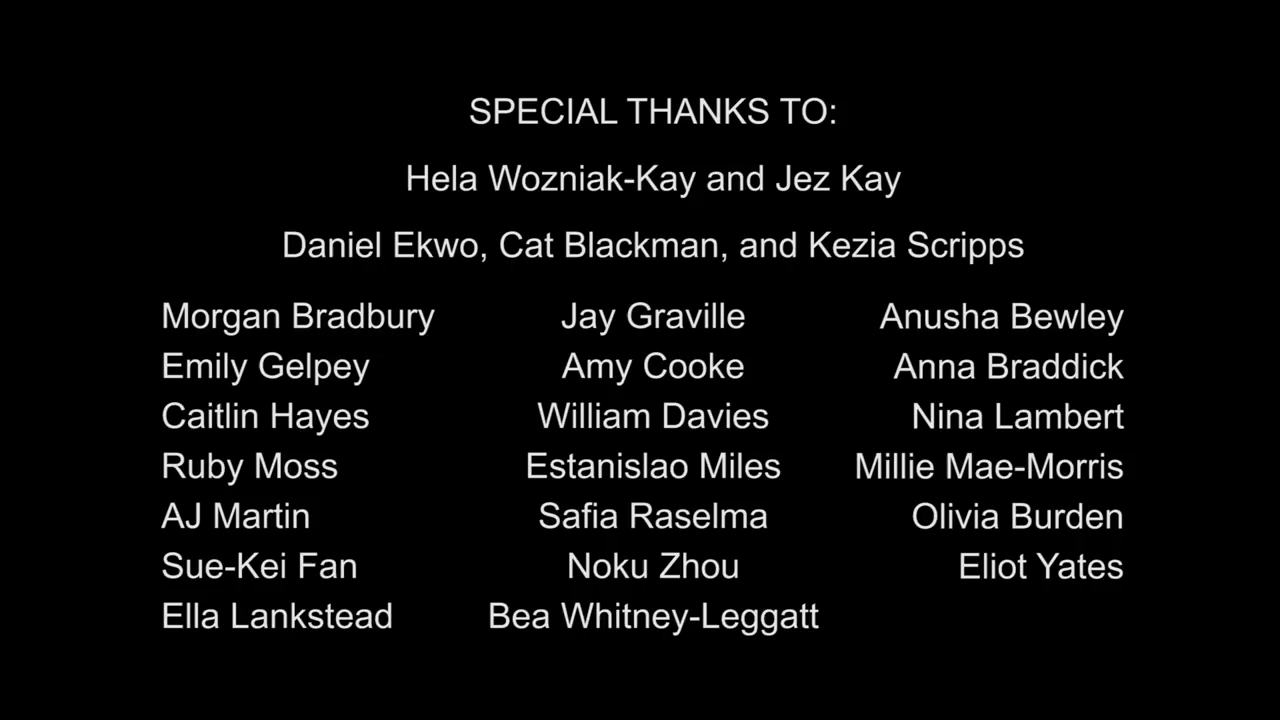 SPECIAL THANKS TO:
Hela Wozniak-Kay and Jez Kay
Daniel Ekwo, Cat Blackman, and Kezia Scripps
Morgan Bradbury Jay Graville Anusha Bewley
Emily Gelpey Amy Cooke Anna Braddick
Caitlin Hayes William Davies Nina Lambert
Ruby Moss Estanislao Miles Millie Mae-Morris
AJ Martin Safia Raselma Olivia Burden
Sue-Kei Fan Noku Zhou Eliot Yates
Ella Lankstead Bea Whitney-Leggatt